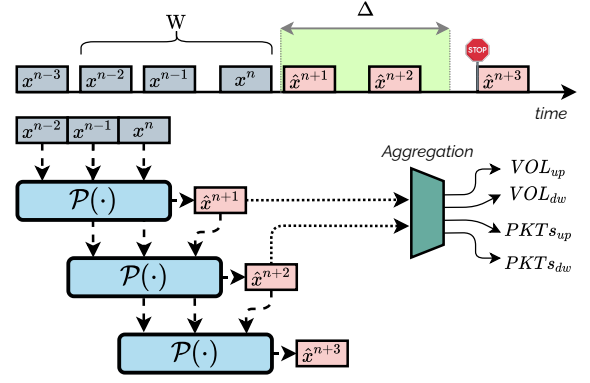 W
Δ
STOP
x^{n-3} x^{n-2} x^{n-1} x^{n} x̂^{n+1} x̂^{n+2} x̂^{n+3}
time
x^{n-2} x^{n-1} x^{n}
Aggregation
𝒫(·) x̂^{n+1}
VOL_{up}
VOL_{dw}
PKTs_{up}
PKTs_{dw}
𝒫(·) x̂^{n+2}
𝒫(·) x̂^{n+3}